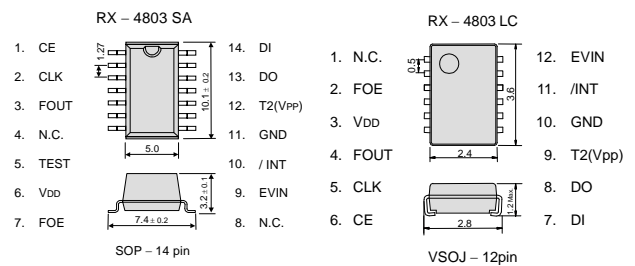 RX – 4803 SA
1. CE
2. CLK
3. FOUT
4. N.C.
5. TEST
6. VDD
7. FOE
1.27
10.1 ± 0.2
5.0
3.2 ± 0.1
7.4 ± 0.2
14. DI
13. DO
12. T2(VPP)
11. GND
10. / INT
9. EVIN
8. N.C.
SOP – 14 pin
RX – 4803 LC
1. N.C.
2. FOE
3. VDD
4. FOUT
5. CLK
6. CE
0.5
3.6
2.4
1.2 Max.
2.8
12. EVIN
11. /INT
10. GND
9. T2(Vpp)
8. DO
7. DI
VSOJ – 12pin